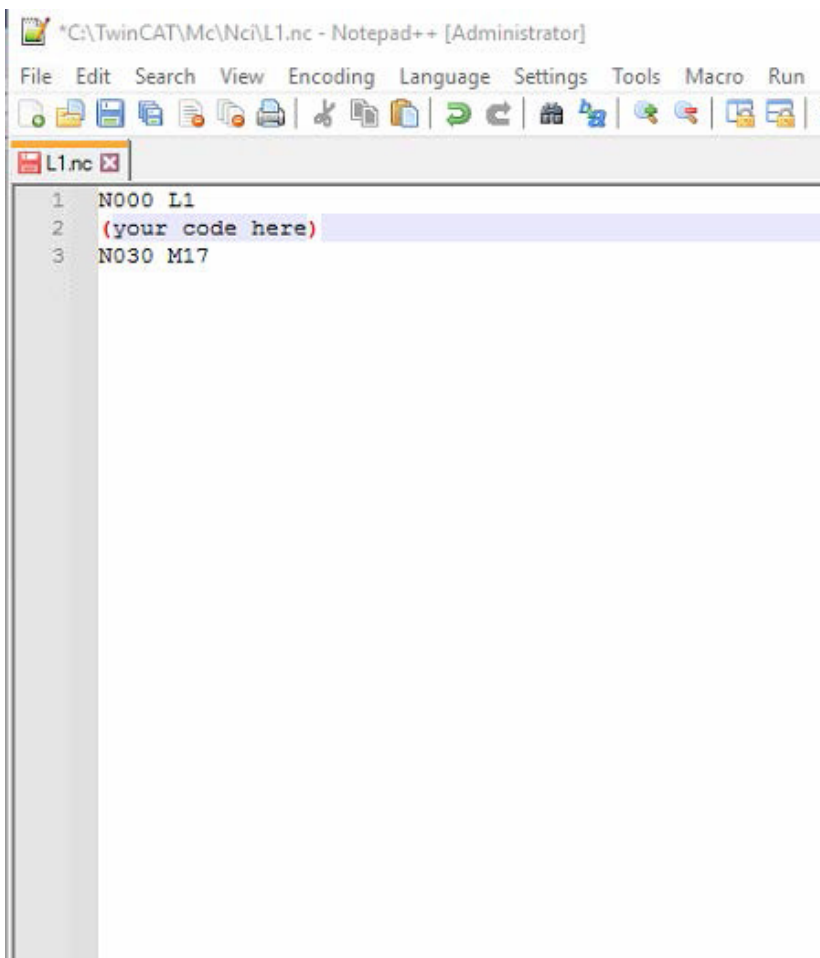 *C:\TwinCAT\Mc\Nci\L1.nc - Notepad++ [Administrator]
File Edit Search View Encoding Language Settings Tools Macro Run
L1.nc
1 N000 L1
2 (your code here)
3 N030 M17